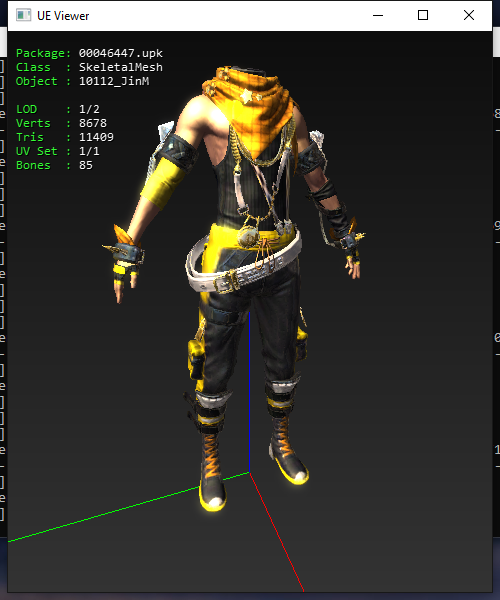 UE Viewer
Package: 00046447.upk
Class : SkeletalMesh
Object : 10112_JinM
LOD : 1/2
Verts : 8678
Tris : 11409
UV Set : 1/1
Bones : 85